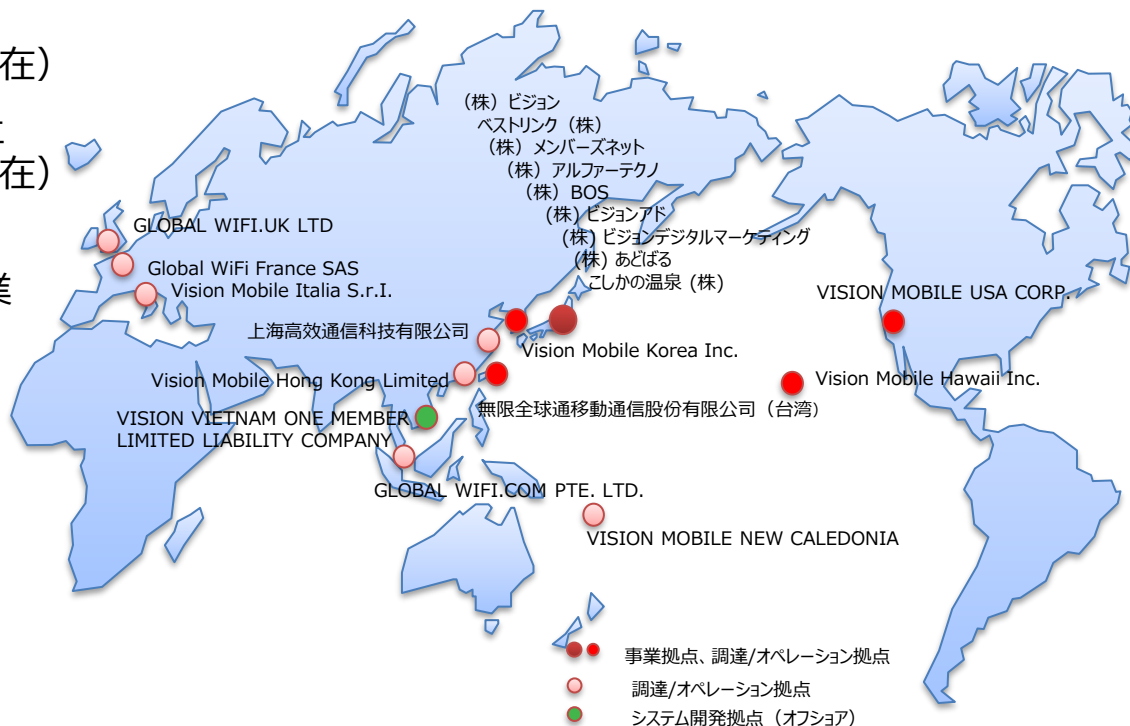 在）
在）
業
(株) ビジョン
ベストリンク (株)
(株) メンバーズネット
(株) アルファーテクノ
(株) BOS
(株) ビジョンアド
(株) ビジョンデジタルマーケティング
(株) あどばる
こしかの温泉 (株)
GLOBAL WIFI.UK LTD
Global WiFi France SAS
Vision Mobile Italia S.r.I.
VISION MOBILE USA CORP.
上海高效通信科技有限公司
Vision Mobile Korea Inc.
Vision Mobile Hong Kong Limited
Vision Mobile Hawaii Inc.
無限全球通移動通信股份有限公司（台湾）
VISION VIETNAM ONE MEMBER
LIMITED LIABILITY COMPANY
GLOBAL WIFI.COM PTE. LTD.
VISION MOBILE NEW CALEDONIA
事業拠点、調達/オペレーション拠点
調達/オペレーション拠点
システム開発拠点（オフショア）